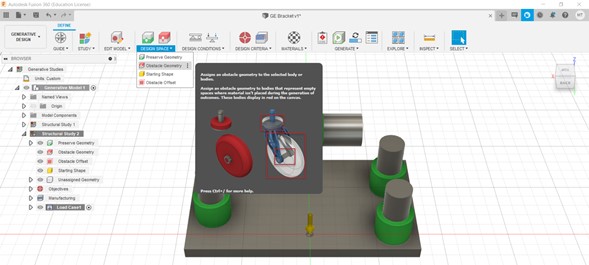 Autodesk Fusion 360 (Education License)
GE Bracket v1*
GENERATIVE DESIGN
DEFINE
GUIDE
STUDY
EDIT MODEL
DESIGN SPACE
DESIGN CONDITIONS
DESIGN CRITERIA
MATERIALS
GENERATE
EXPLORE
INSPECT
SELECT
BROWSER
Generative Studies
Units: Custom
Generative Model 1
Named Views
Origin
Model Components
Structural Study 1
Structural Study 2
Preserve Geometry
Obstacle Geometry
Obstacle Offset
Starting Shape
Unassigned Geometry
Objectives
Manufacturing
Load Case1
Preserve Geometry
Obstacle Geometry
Starting Shape
Obstacle Offset
Assign an obstacle geometry to the selected body or bodies.
Assign an obstacle geometry to bodies that represent empty
spaces where material isn't placed during the generation of
outcomes. These bodies display in red on the canvas.
Press Ctrl+/ for more help.
BACK